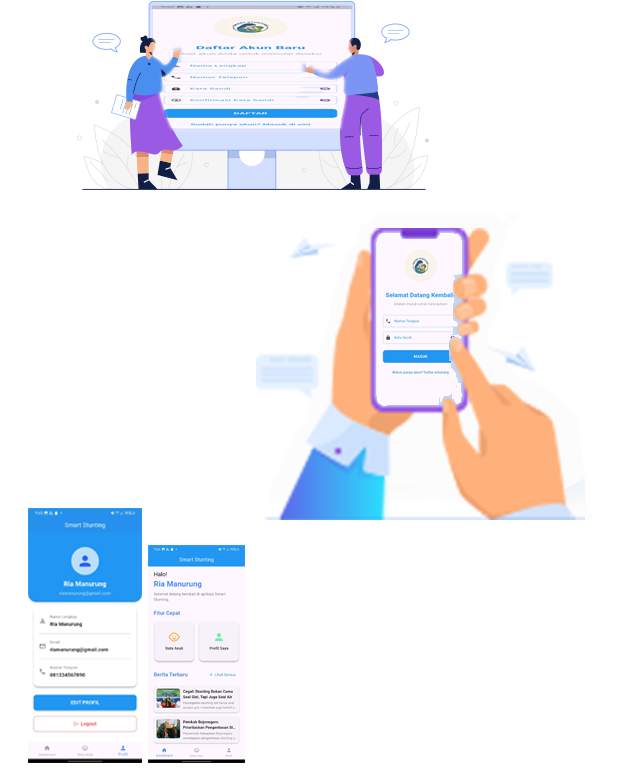 Daftar Akun Baru
Buat akun Anda untuk memulai deteksi
Nama Lengkap
Nomor Telepon
Kata Sandi
Konfirmasi Kata Sandi
DAFTAR
Sudah punya akun? Masuk di sini
Selamat Datang Kembali
Silakan masuk untuk melanjutkan
Nomor Telepon
Kata Sandi
MASUK
Belum punya akun? Daftar sekarang
Smart Stunting
Ria Manurung
riamanurung@gmail.com
Nama Lengkap
Ria Manurung
Email
riamanurung@gmail.com
Nomor Telepon
081234567890
EDIT PROFIL
Logout
Dashboard
Data Anak
Profil
Smart Stunting
Halo!
Ria Manurung
Selamat datang kembali di aplikasi Smart
Stunting.
Fitur Cepat
Data Anak
Profil Saya
Berita Terbaru
Lihat Semua
Cegah Stunting Bukan Cuma
Soal Gizi, Tapi Juga Soal Air
Pemkab Bojonegoro
Prioritaskan Pengentasan St...
Dashboard
Data Anak
Profil